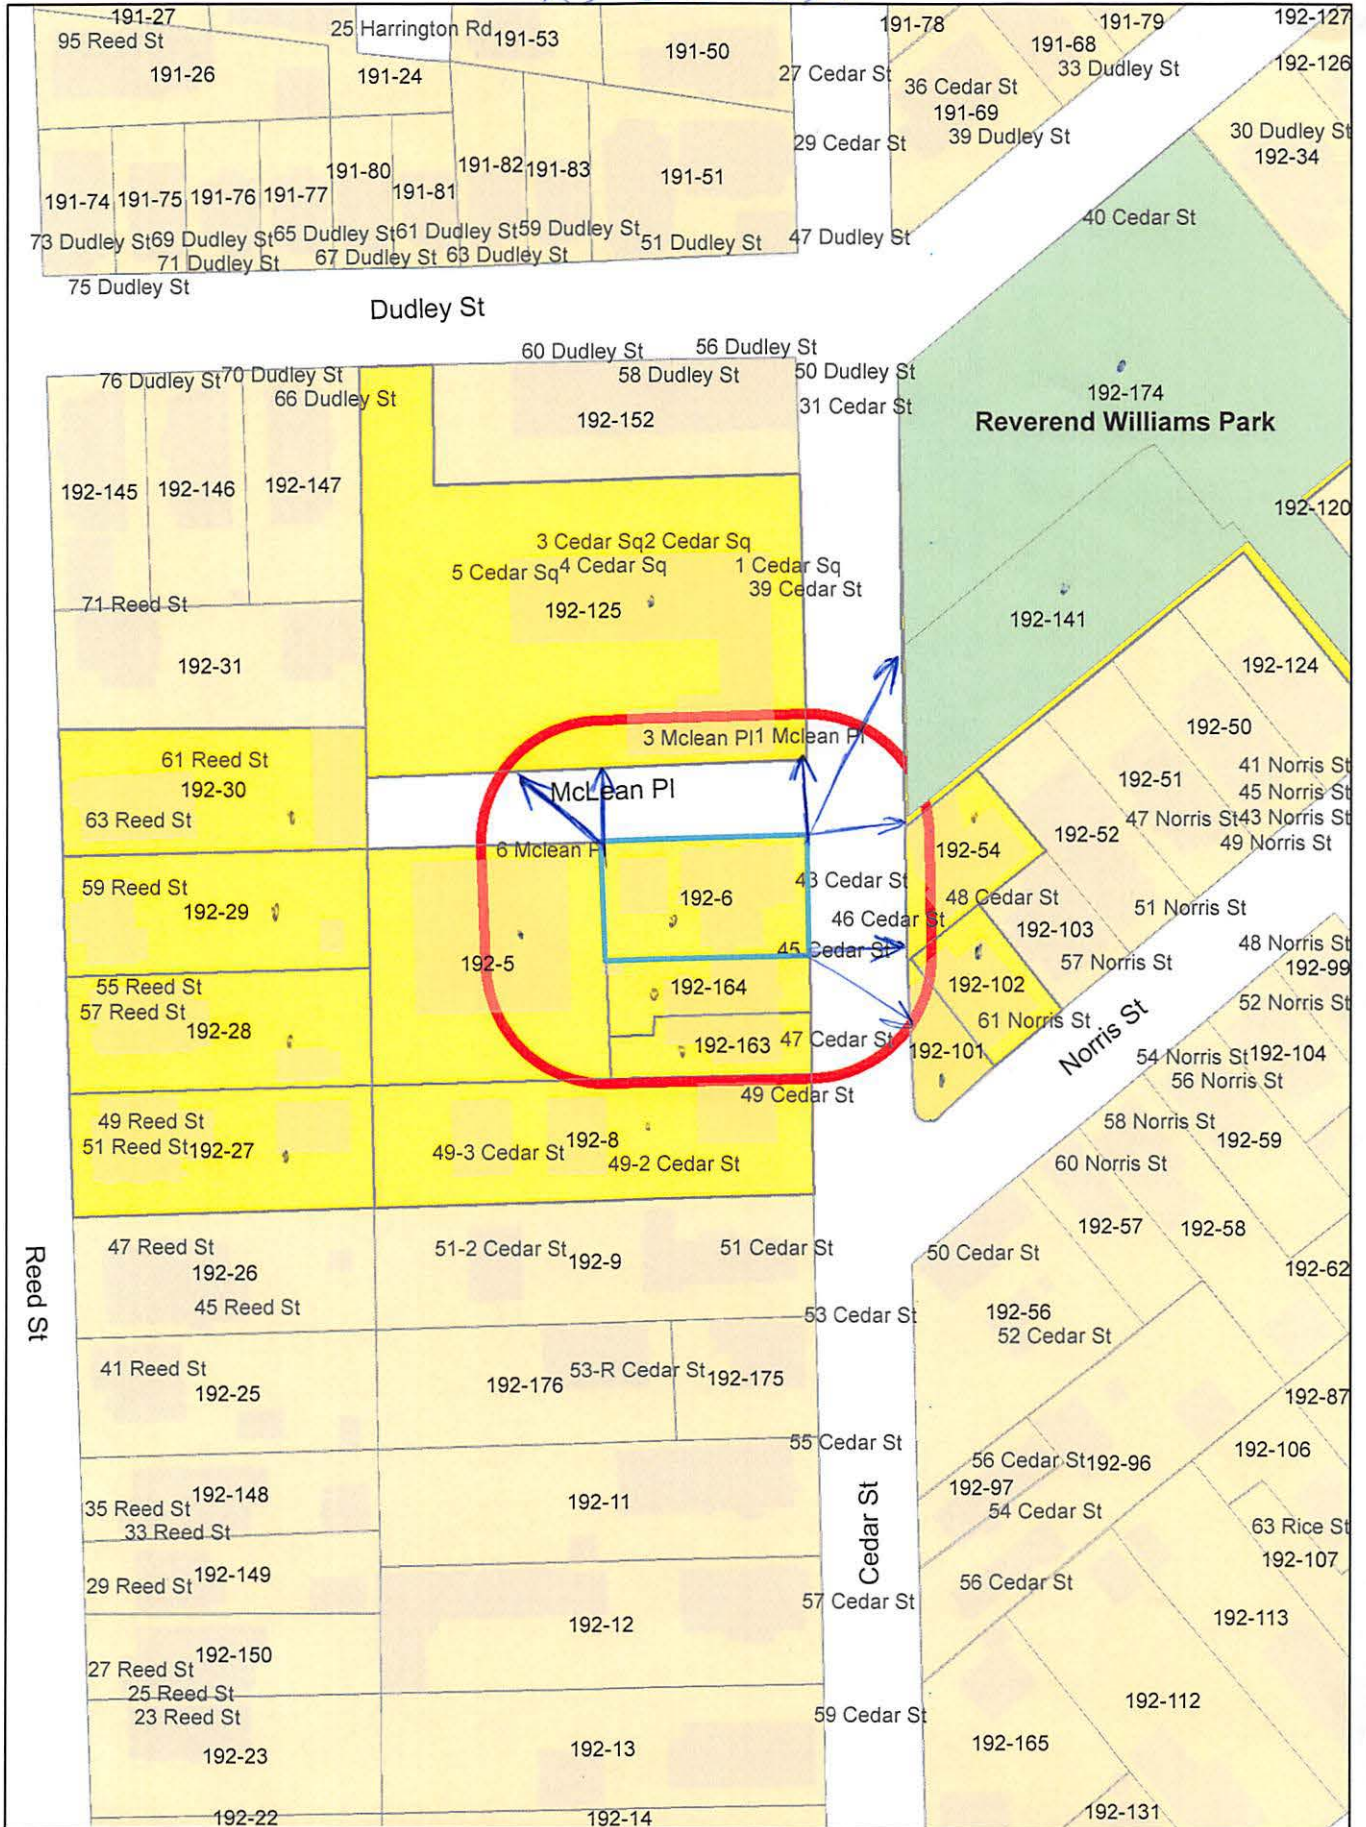 191-27
95 Reed St
191-26
25 Harrington Rd
191-53
191-24
191-50
27 Cedar St
191-78
191-79
191-68
33 Dudley St
36 Cedar St
191-69
39 Dudley St
192-127
192-126
30 Dudley St
192-34
29 Cedar St
191-74
191-75
191-76
191-77
191-80
191-81
191-82
191-83
191-51
40 Cedar St
73 Dudley St
69 Dudley St
65 Dudley St
61 Dudley St
59 Dudley St
51 Dudley St
47 Dudley St
71 Dudley St
67 Dudley St
63 Dudley St
75 Dudley St
Dudley St
60 Dudley St
56 Dudley St
76 Dudley St
70 Dudley St
58 Dudley St
50 Dudley St
66 Dudley St
31 Cedar St
192-152
192-174
Reverend Williams Park
192-145
192-146
192-147
192-120
3 Cedar Sq
2 Cedar Sq
5 Cedar Sq
4 Cedar Sq
1 Cedar Sq
39 Cedar St
192-125
71 Reed St
192-141
192-31
192-124
192-50
3 Mclean Pl
1 Mclean Pl
61 Reed St
192-30
63 Reed St
McLean Pl
192-51
41 Norris St
45 Norris St
47 Norris St
43 Norris St
49 Norris St
192-52
6 Mclean Pl
192-54
59 Reed St
192-29
192-6
43 Cedar St
48 Cedar St
46 Cedar St
51 Norris St
192-103
45 Cedar St
48 Norris St
192-99
57 Norris St
192-5
55 Reed St
57 Reed St
192-28
192-164
192-102
52 Norris St
61 Norris St
Norris St
192-163
47 Cedar St
192-101
54 Norris St
192-104
56 Norris St
49 Cedar St
49 Reed St
51 Reed St
192-27
49-3 Cedar St
192-8
49-2 Cedar St
58 Norris St
192-59
60 Norris St
47 Reed St
192-26
45 Reed St
51-2 Cedar St
192-9
51 Cedar St
50 Cedar St
192-57
192-58
192-62
Reed St
53 Cedar St
192-56
52 Cedar St
41 Reed St
192-25
192-176
53-R Cedar St
192-175
192-87
55 Cedar St
192-106
56 Cedar St
192-96
192-97
54 Cedar St
35 Reed St
192-148
33 Reed St
192-11
Cedar St
63 Rice St
192-107
29 Reed St
192-149
56 Cedar St
57 Cedar St
192-12
192-113
27 Reed St
192-150
25 Reed St
23 Reed St
192-23
192-13
59 Cedar St
192-112
192-165
192-22
192-14
192-131